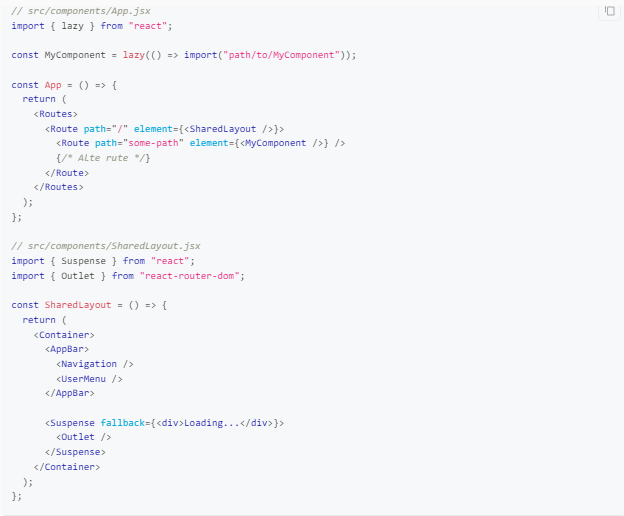 // src/components/App.jsx
import { lazy } from "react";
const MyComponent = lazy(() => import("path/to/MyComponent"));
const App = () => {
  return (
    <Routes>
      <Route path="/" element={<SharedLayout />}>
        <Route path="some-path" element={<MyComponent />} />
        {/* Alte rute */}
      </Route>
    </Routes>
  );
};
// src/components/SharedLayout.jsx
import { Suspense } from "react";
import { Outlet } from "react-router-dom";
const SharedLayout = () => {
  return (
    <Container>
      <AppBar>
        <Navigation />
        <UserMenu />
      </AppBar>
      <Suspense fallback={<div>Loading...</div>}>
        <Outlet />
      </Suspense>
    </Container>
  );
};